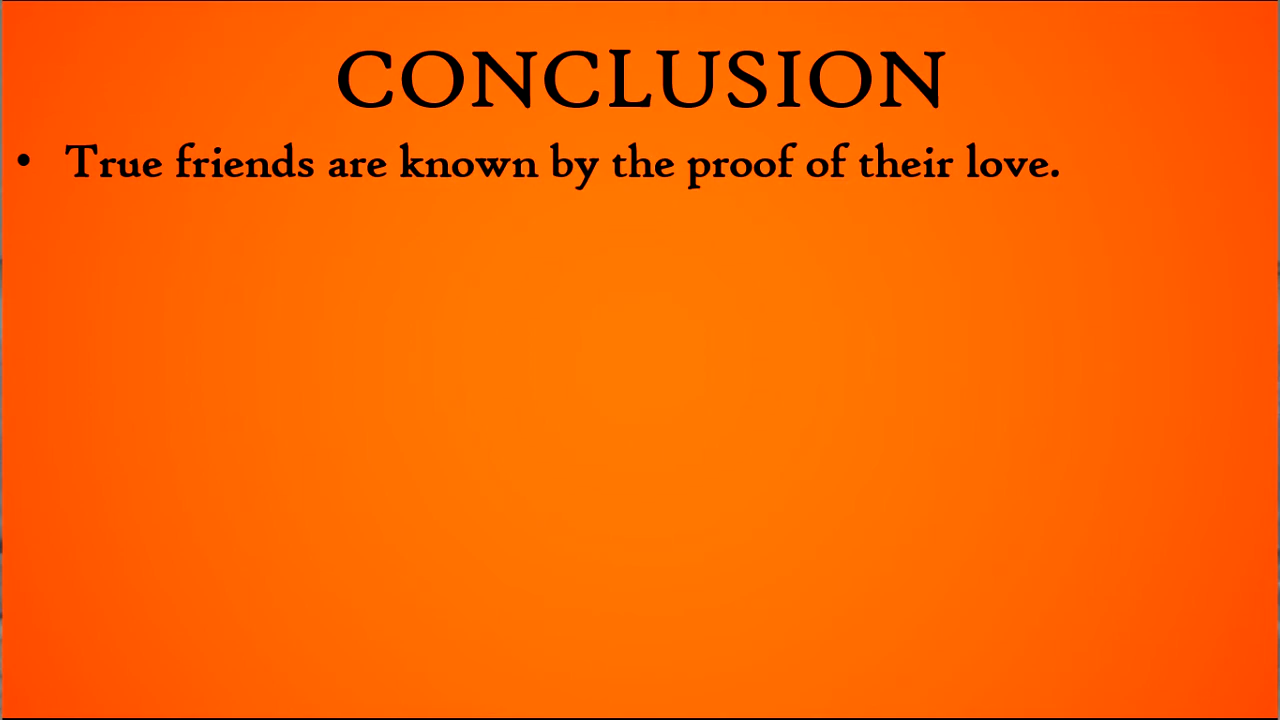 CONCLUSION
• True friends are known by the proof of their love.